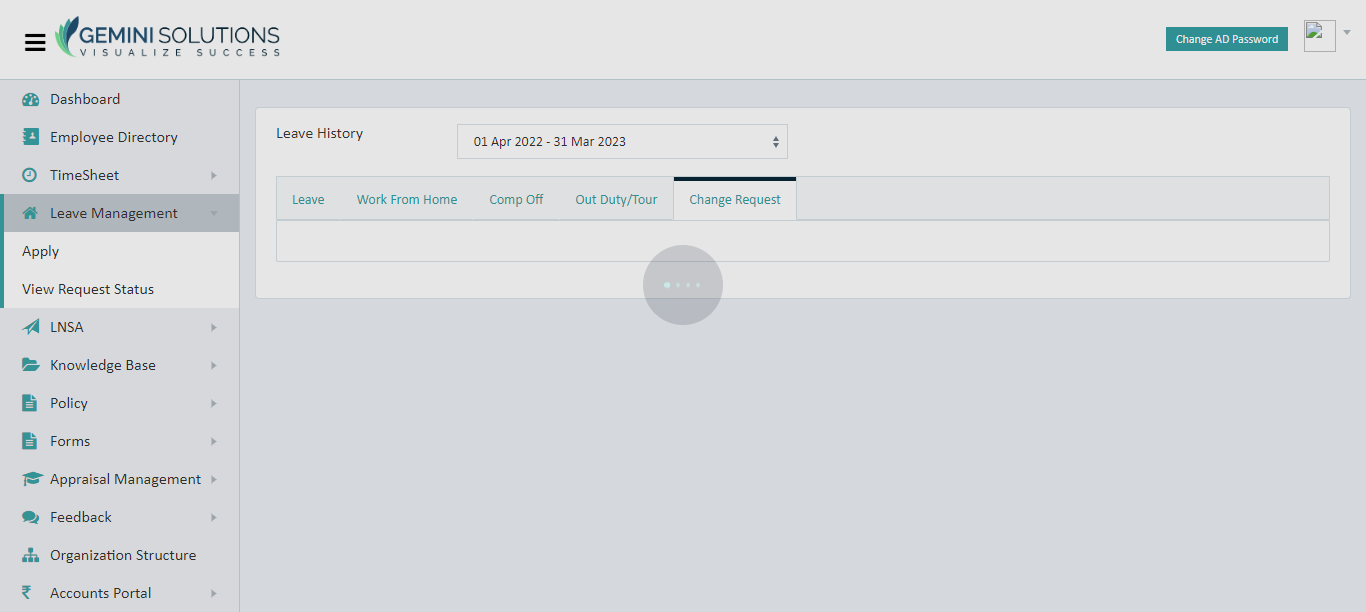 GEMINI SOLUTIONS
VISUALIZE SUCCESS
Change AD Password
Dashboard
Employee Directory
TimeSheet
Leave Management
Apply
View Request Status
LNSA
Knowledge Base
Policy
Forms
Appraisal Management
Feedback
Organization Structure
₹ Accounts Portal
Leave History
01 Apr 2022 - 31 Mar 2023
Leave Work From Home Comp Off Out Duty/Tour Change Request